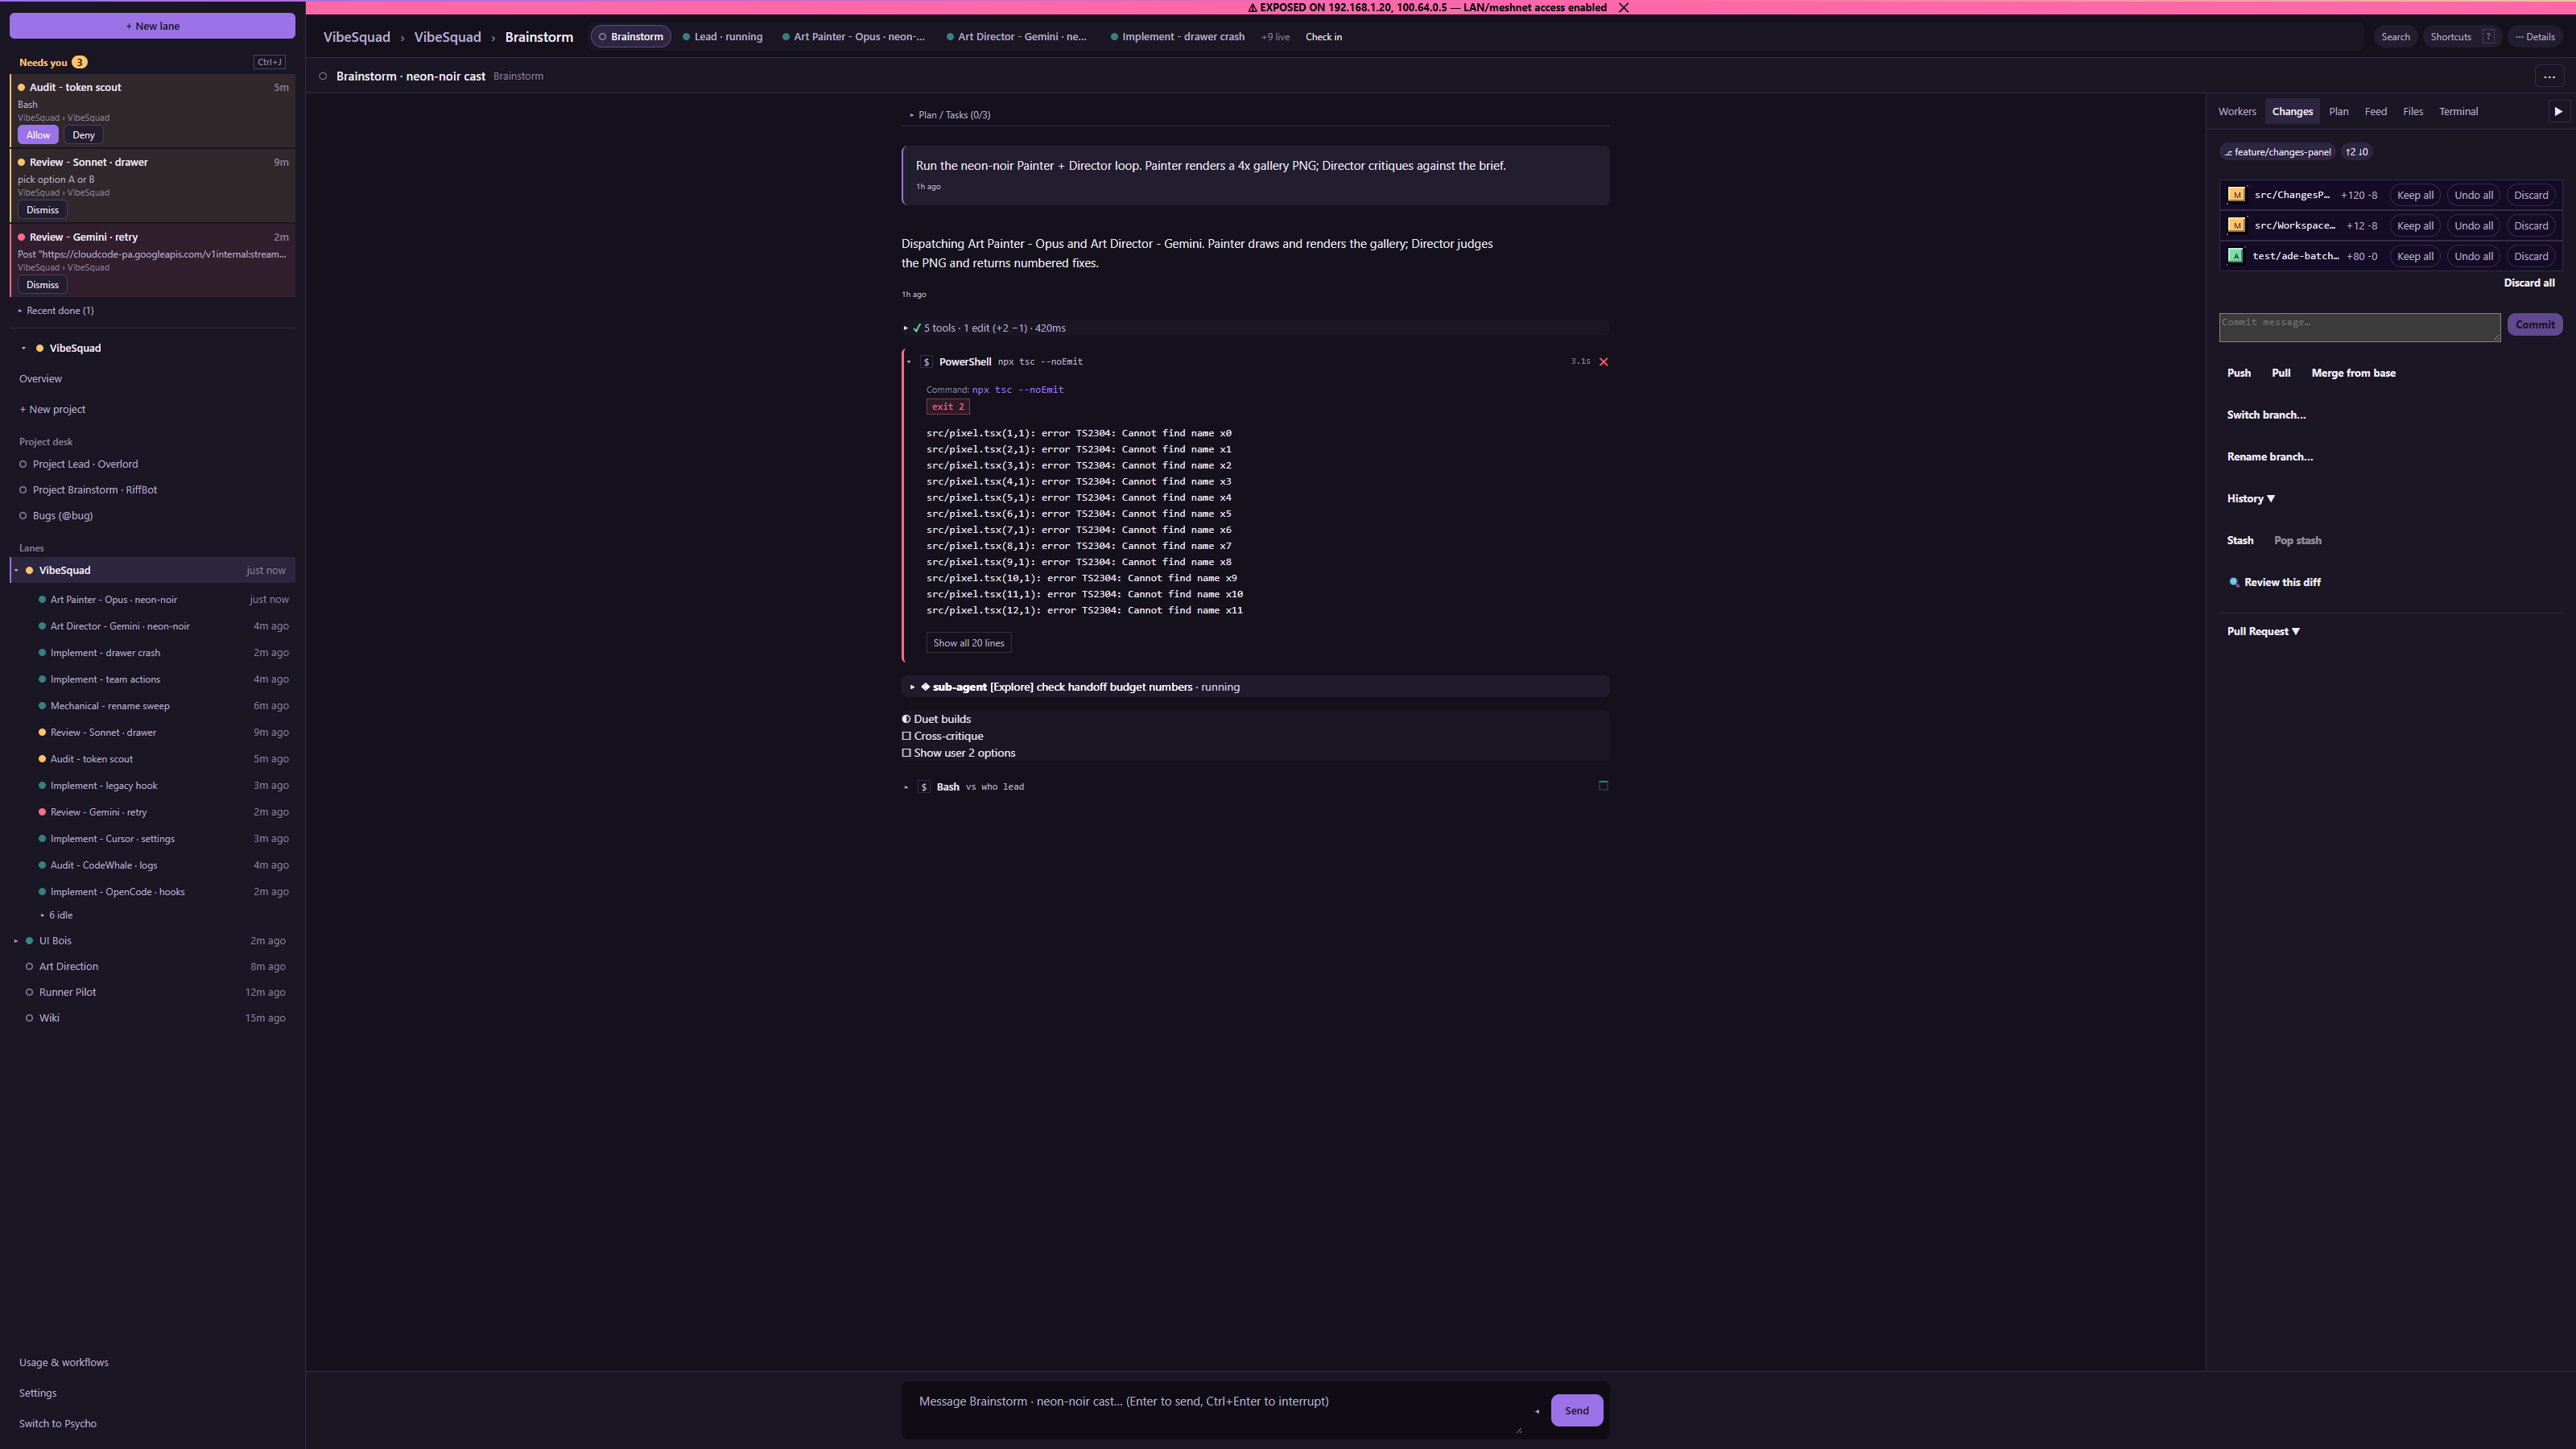 + New lane
Needs you 3 Ctrl+J
Audit - token scout 5m
Bash
VibeSquad › VibeSquad
Allow Deny
Review - Sonnet · drawer 9m
pick option A or B
VibeSquad › VibeSquad
Dismiss
Review - Gemini · retry 2m
Post "https://cloudcode-pa.googleapis.com/v1internal:stream...
VibeSquad › VibeSquad
Dismiss
Recent done (1)
VibeSquad
Overview
+ New project
Project desk
Project Lead · Overlord
Project Brainstorm · RiffBot
Bugs (@bug)
Lanes
VibeSquad just now
Art Painter - Opus · neon-noir just now
Art Director - Gemini · neon-noir 4m ago
Implement - drawer crash 2m ago
Implement - team actions 4m ago
Mechanical - rename sweep 6m ago
Review - Sonnet · drawer 9m ago
Audit - token scout 5m ago
Implement - legacy hook 3m ago
Review - Gemini · retry 2m ago
Implement - Cursor · settings 3m ago
Audit - CodeWhale · logs 4m ago
Implement - OpenCode · hooks 2m ago
6 idle
UI Bois 2m ago
Art Direction 8m ago
Runner Pilot 12m ago
Wiki 15m ago
Usage & workflows
Settings
Switch to Psycho
⚠ EXPOSED ON 192.168.1.20, 100.64.0.5 — LAN/meshnet access enabled
VibeSquad › VibeSquad › Brainstorm
Brainstorm Lead · running Art Painter - Opus · neon-... Art Director - Gemini · ne... Implement - drawer crash +9 live Check in
Search Shortcuts ? ··· Details
Brainstorm · neon-noir cast Brainstorm ...
Plan / Tasks (0/3)
Run the neon-noir Painter + Director loop. Painter renders a 4x gallery PNG; Director critiques against the brief.
1h ago
Dispatching Art Painter - Opus and Art Director - Gemini. Painter draws and renders the gallery; Director judges
the PNG and returns numbered fixes.
1h ago
✓ 5 tools · 1 edit (+2 −1) · 420ms
$ PowerShell npx tsc --noEmit 3.1s
Command: npx tsc --noEmit
exit 2
src/pixel.tsx(1,1): error TS2304: Cannot find name x0
src/pixel.tsx(2,1): error TS2304: Cannot find name x1
src/pixel.tsx(3,1): error TS2304: Cannot find name x2
src/pixel.tsx(4,1): error TS2304: Cannot find name x3
src/pixel.tsx(5,1): error TS2304: Cannot find name x4
src/pixel.tsx(6,1): error TS2304: Cannot find name x5
src/pixel.tsx(7,1): error TS2304: Cannot find name x6
src/pixel.tsx(8,1): error TS2304: Cannot find name x7
src/pixel.tsx(9,1): error TS2304: Cannot find name x8
src/pixel.tsx(10,1): error TS2304: Cannot find name x9
src/pixel.tsx(11,1): error TS2304: Cannot find name x10
src/pixel.tsx(12,1): error TS2304: Cannot find name x11
Show all 20 lines
◆ sub-agent [Explore] check handoff budget numbers · running
◐ Duet builds
☐ Cross-critique
☐ Show user 2 options
$ Bash vs who lead
Message Brainstorm · neon-noir cast... (Enter to send, Ctrl+Enter to interrupt)
Send
Workers Changes Plan Feed Files Terminal
feature/changes-panel ↑2 ↓0
M src/ChangesP… +120 -8 Keep all Undo all Discard
M src/Workspace… +12 -8 Keep all Undo all Discard
A test/ade-batch… +80 -0 Keep all Undo all Discard
Discard all
Commit message… Commit
Push Pull Merge from base
Switch branch...
Rename branch...
History ▼
Stash Pop stash
Review this diff
Pull Request ▼